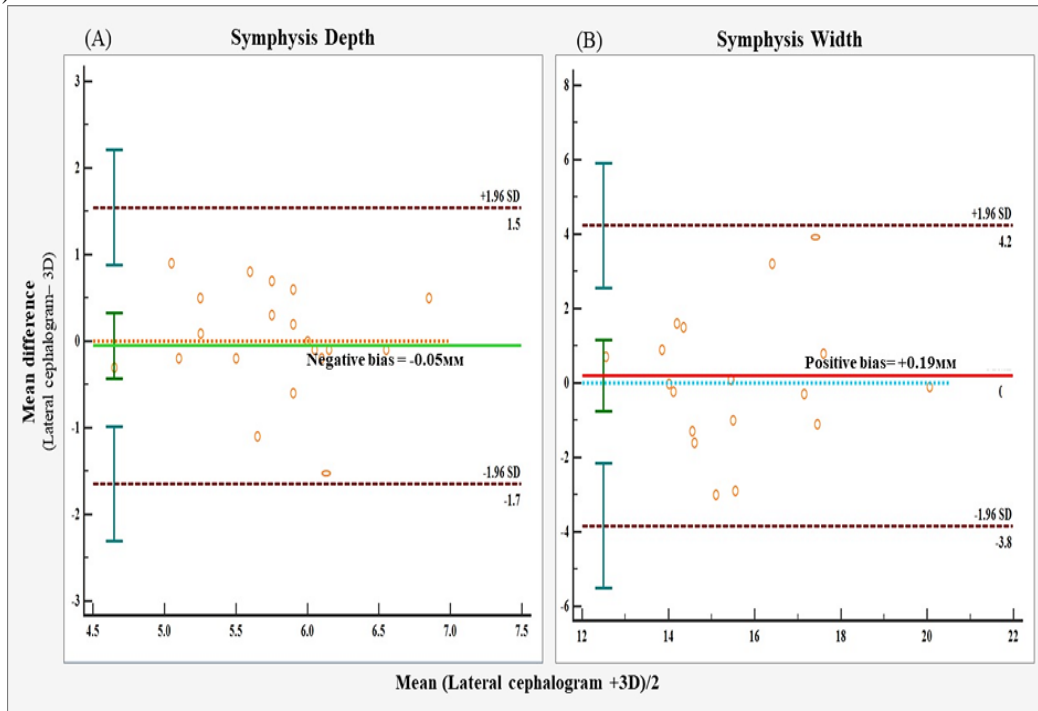 )
(A) Symphysis Depth
(B) Symphysis Width
Mean difference
(Lateral cephalogram– 3D)
3
2
1
0
-1
-2
-3
+1.96 SD
1.5
Negative bias = -0.05MM
-1.96 SD
-1.7
4.5 5.0 5.5 6.0 6.5 7.0 7.5
8
6
4
2
0
-2
-4
-6
+1.96 SD
4.2
Positive bias= +0.19MM
(
-1.96 SD
-3.8
12 14 16 18 20 22
Mean (Lateral cephalogram +3D)/2